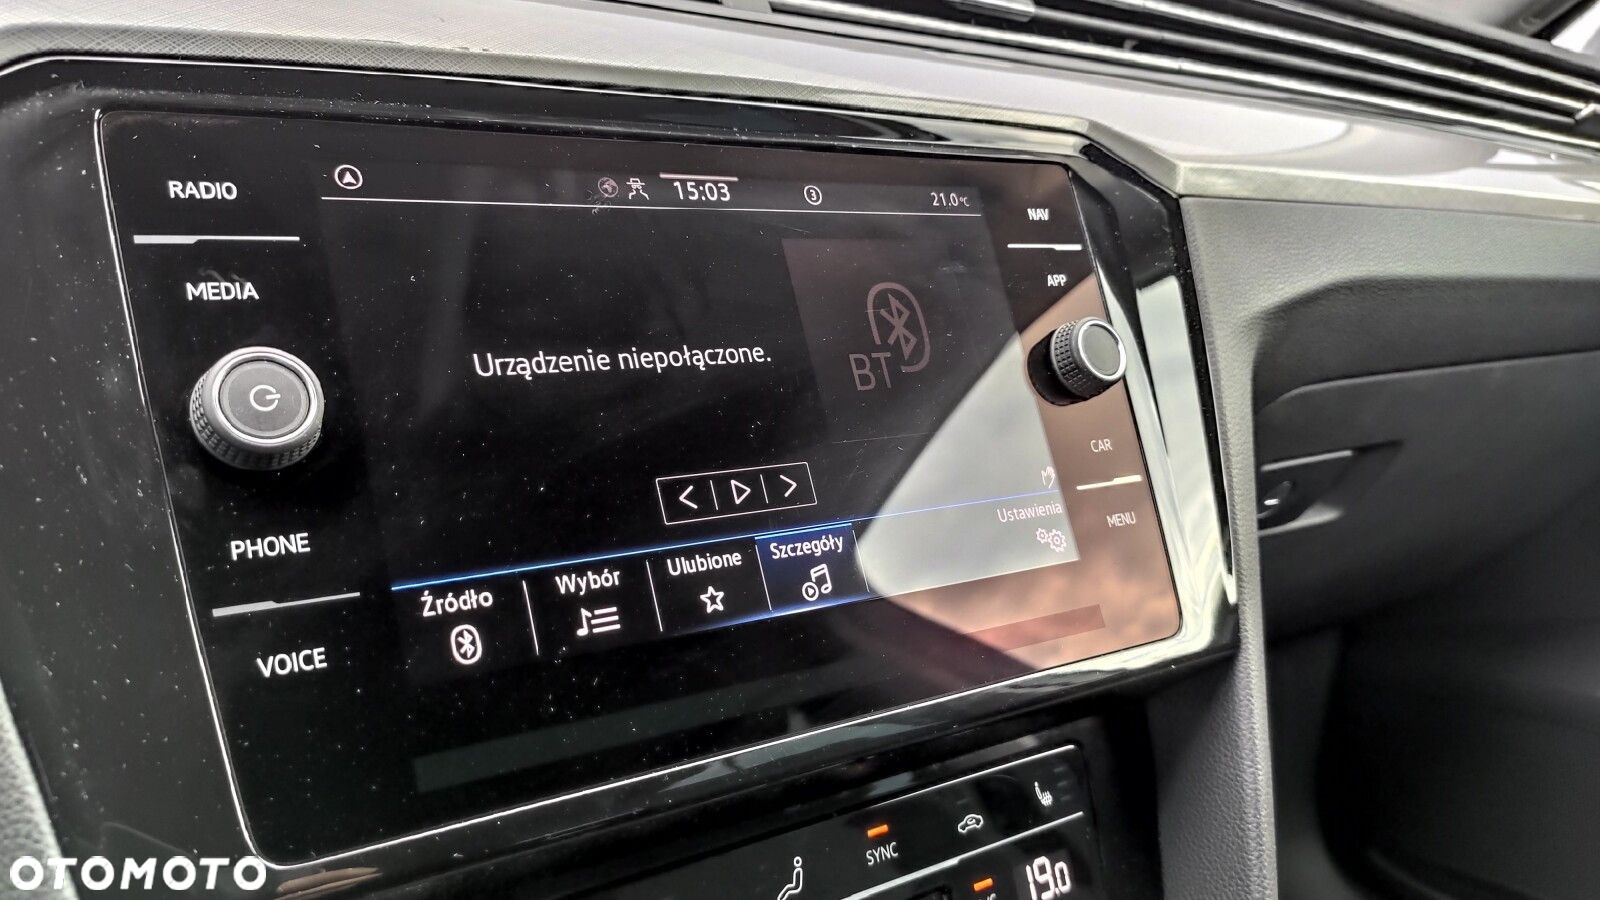 RADIO
MEDIA
PHONE
VOICE
15:03
3
21.0°C
Urządzenie niepołączone.
BT
Źródło
Wybór
Ulubione
Szczegóły
Ustawienia
NAV
APP
CAR
MENU
SYNC
19.0
OTOMOTO